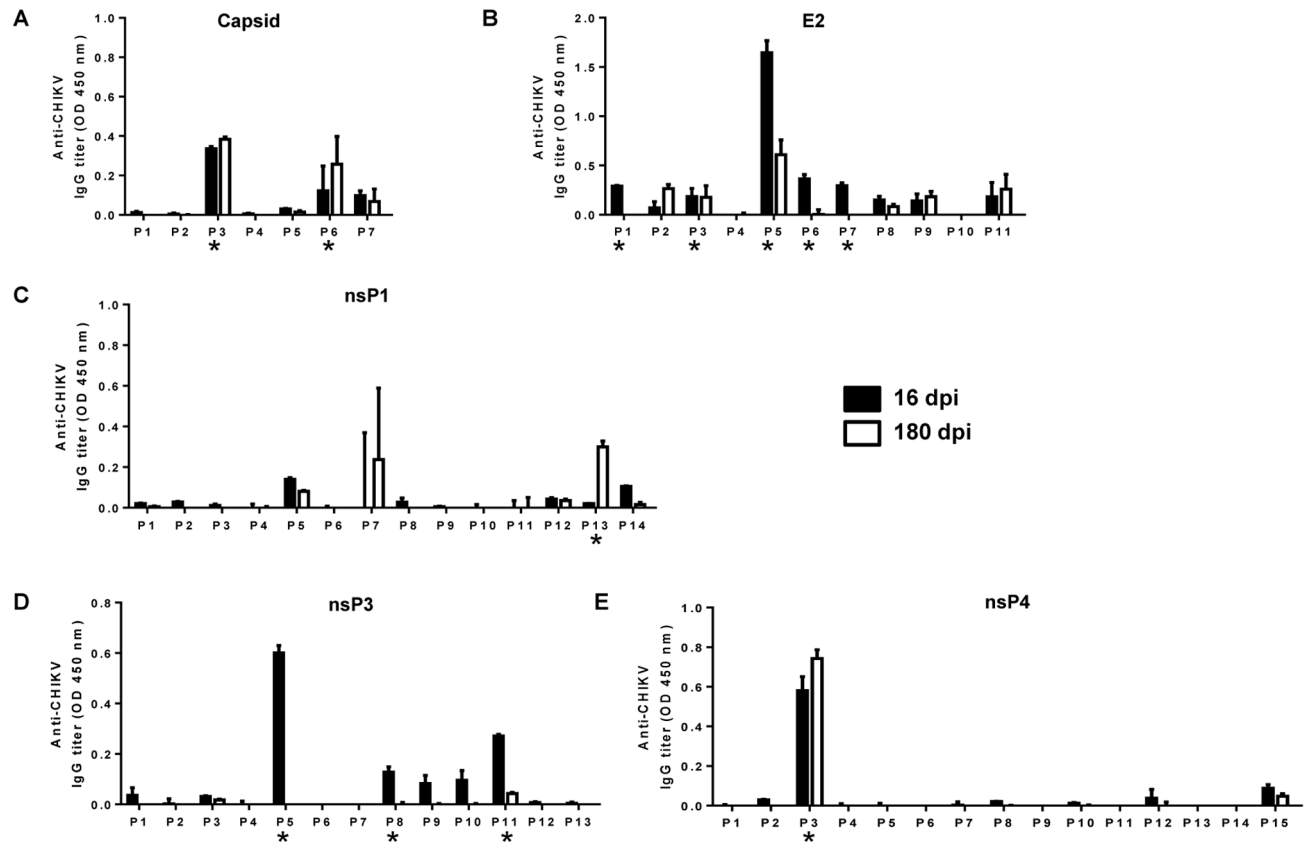 A
Capsid
Anti-CHIKV
IgG titer (OD 450 nm)
1.0
0.8
0.6
0.4
0.2
0.0
P1 P2 P3 P4 P5 P6 P7
* *
B
E2
Anti-CHIKV
IgG titer (OD 450 nm)
2.0
1.5
1.0
0.5
0.0
P1 P2 P3 P4 P5 P6 P7 P8 P9 P10 P11
* * * * *
C
nsP1
Anti-CHIKV
IgG titer (OD 450 nm)
1.0
0.8
0.6
0.4
0.2
0.0
P1 P2 P3 P4 P5 P6 P7 P8 P9 P10 P11 P12 P13 P14
*
16 dpi
180 dpi
D
nsP3
Anti-CHIKV
IgG titer (OD 450 nm)
0.8
0.6
0.4
0.2
0.0
P1 P2 P3 P4 P5 P6 P7 P8 P9 P10 P11 P12 P13
* * *
E
nsP4
Anti-CHIKV
IgG titer (OD 450 nm)
1.0
0.8
0.6
0.4
0.2
0.0
P1 P2 P3 P4 P5 P6 P7 P8 P9 P10 P11 P12 P13 P14 P15
*